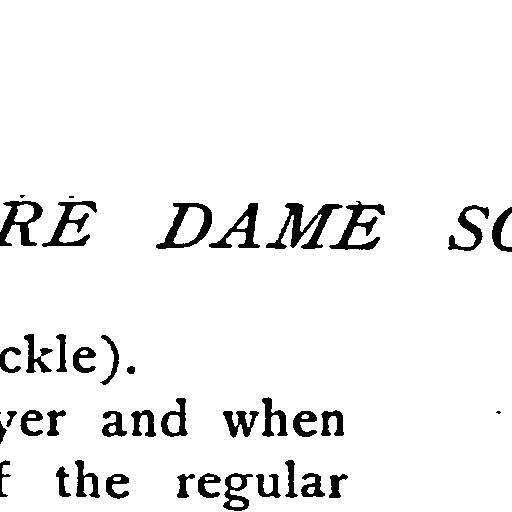 RE DAME SC
ckle).
yer and when
f the regular